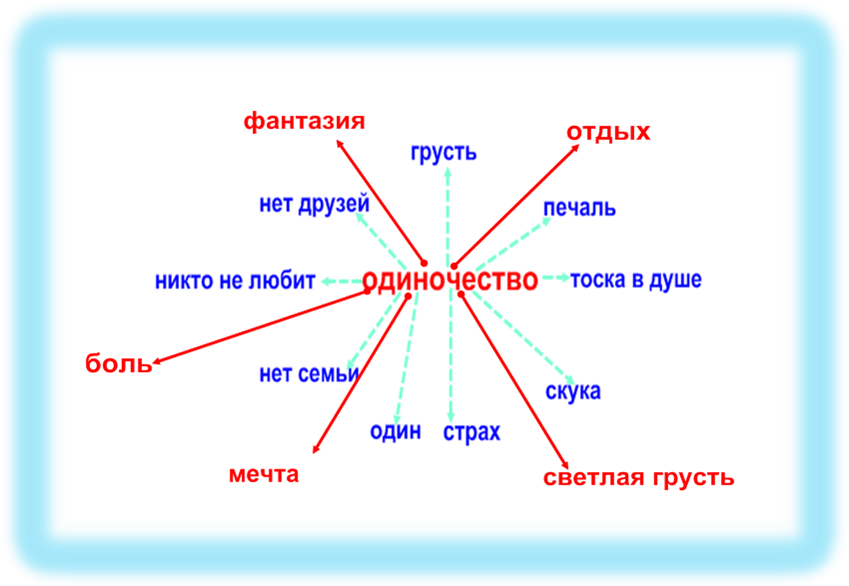 фантазия
отдых
грусть
нет друзей
печаль
никто не любит
одиночество
тоска в душе
боль
нет семьи
скука
один
страх
мечта
светлая грусть